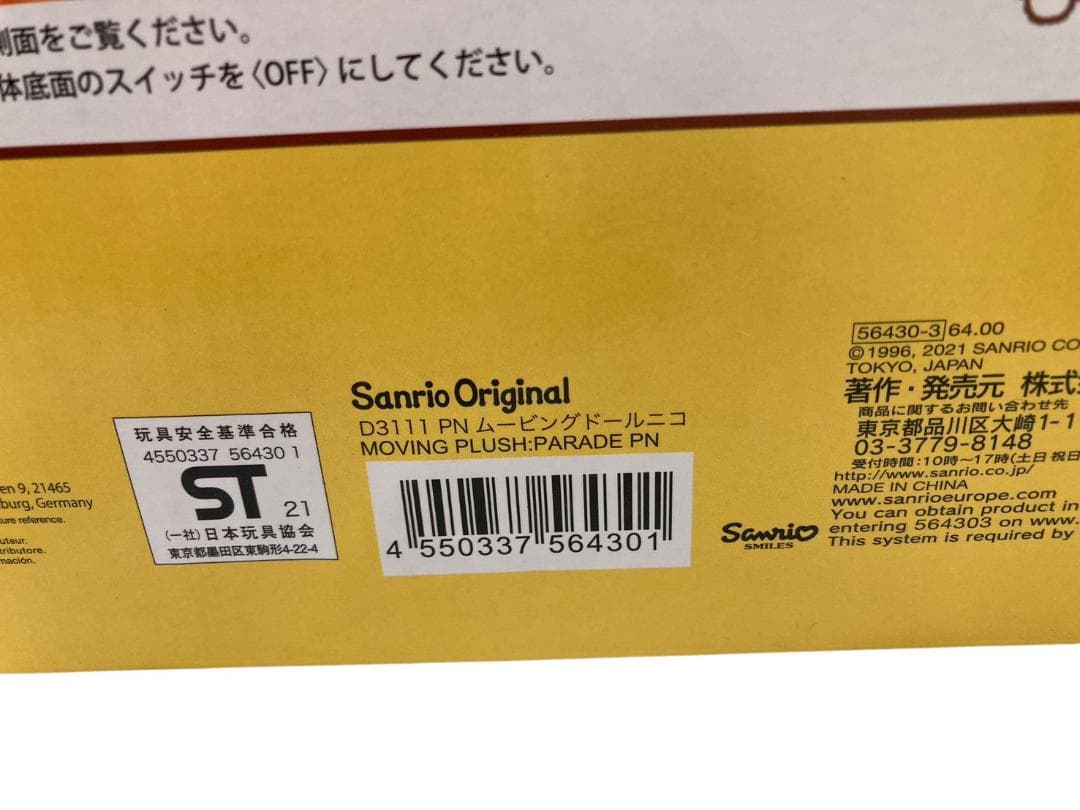 側面をご覧ください。
体底面のスイッチを〈OFF〉にしてください。
en 9, 21465
burg, Germany
ure reference.
uteur.
tributore.
mación.
玩具安全基準合格
4550337 56430 1
ST 21
(一社)日本玩具協会
東京都墨田区東駒形4-22-4
Sanrio Original
D3111 PN ムービングドールニコ
MOVING PLUSH:PARADE PN
4 550337 564301
Sanrio
SMILES
56430-3 64.00
©1996, 2021 SANRIO CO
TOKYO, JAPAN
著作・発売元 株式
商品に関するお問い合わせ先
東京都品川区大崎1-1
03-3779-8148
受付時間:10時〜17時(土日 祝日
http://www.sanrio.co.jp/
MADE IN CHINA
www.sanrioeurope.com
You can obtain product in
entering 564303 on www.
This system is required by